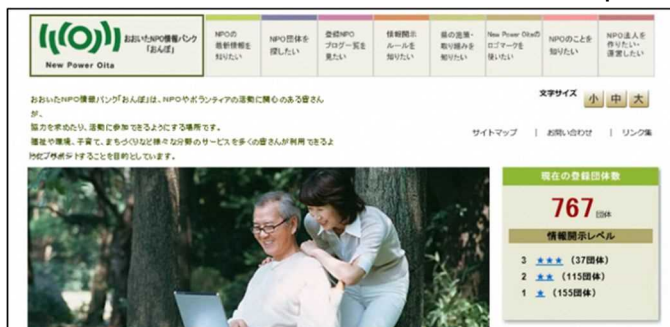 ((O)) おおいたNPO情報バンク
「おんぽ」
New Power Oita
NPOの
最新情報を
知りたい
NPO団体を
探したい
登録NPO
ブログ一覧を
見たい
情報開示
ルールを
知りたい
県の施策・
取り組みを
知りたい
New Power Oitaの
ロゴマークを
使いたい
NPOのことを
知りたい
NPO法人を
作りたい・
運営したい
おおいたNPO情報バンク「おんぽ」は、NPOやボランティアの活動に関心のある皆さん
が、
協力を求めたり、活動に参加できるようにする場所です。
福祉や環境、子育て、まちづくりなど様々な分野のサービスを多くの皆さんが利用できるよ
サポートすることを目的としています。
文字サイズ 小 中 大
サイトマップ | お問い合わせ | リンク集
現在の登録団体数
767 団体
情報開示レベル
3 ★★★ (37団体)
2 ★★ (115団体)
1 ★ (155団体)